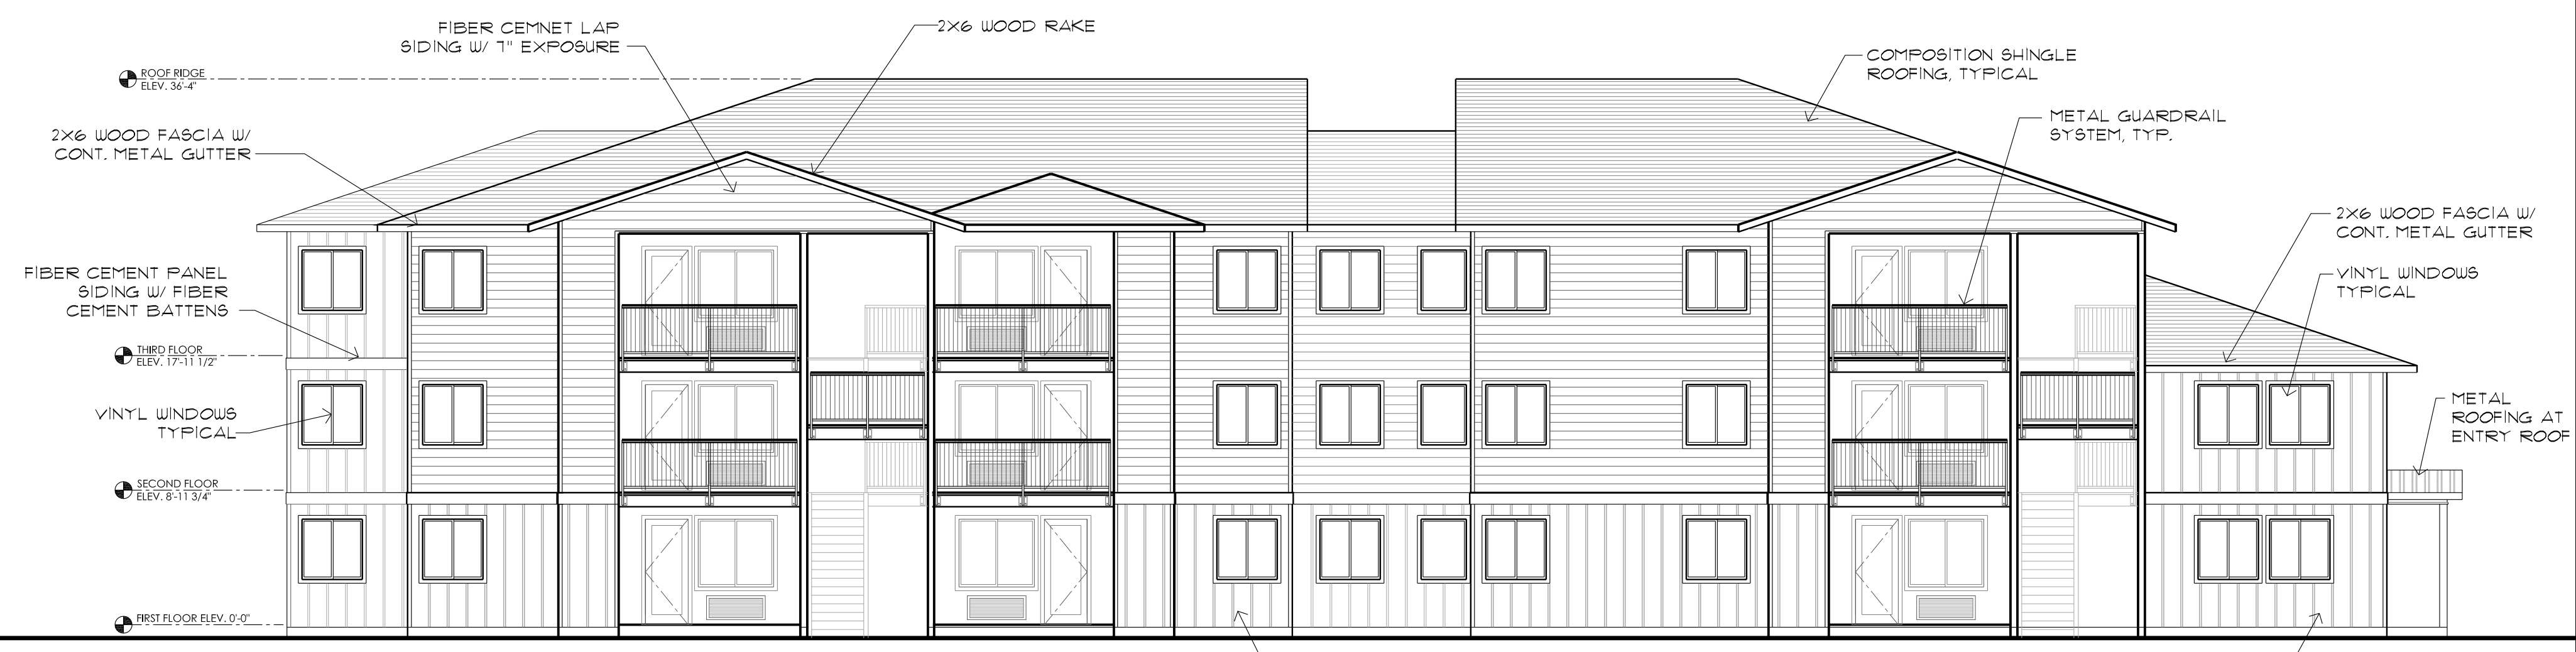 FIBER CEMNET LAP
SIDING W/ 7" EXPOSURE
2X6 WOOD RAKE
COMPOSITION SHINGLE
ROOFING, TYPICAL
ROOF RIDGE
ELEV. 36'-4"
METAL GUARDRAIL
SYSTEM, TYP.
2X6 WOOD FASCIA W/
CONT. METAL GUTTER
2X6 WOOD FASCIA W/
CONT. METAL GUTTER
FIBER CEMENT PANEL
SIDING W/ FIBER
CEMENT BATTENS
VINYL WINDOWS
TYPICAL
THIRD FLOOR
ELEV. 17'-11 1/2"
VINYL WINDOWS
TYPICAL
METAL
ROOFING AT
ENTRY ROOF
SECOND FLOOR
ELEV. 8'-11 3/4"
FIRST FLOOR ELEV. 0'-0"